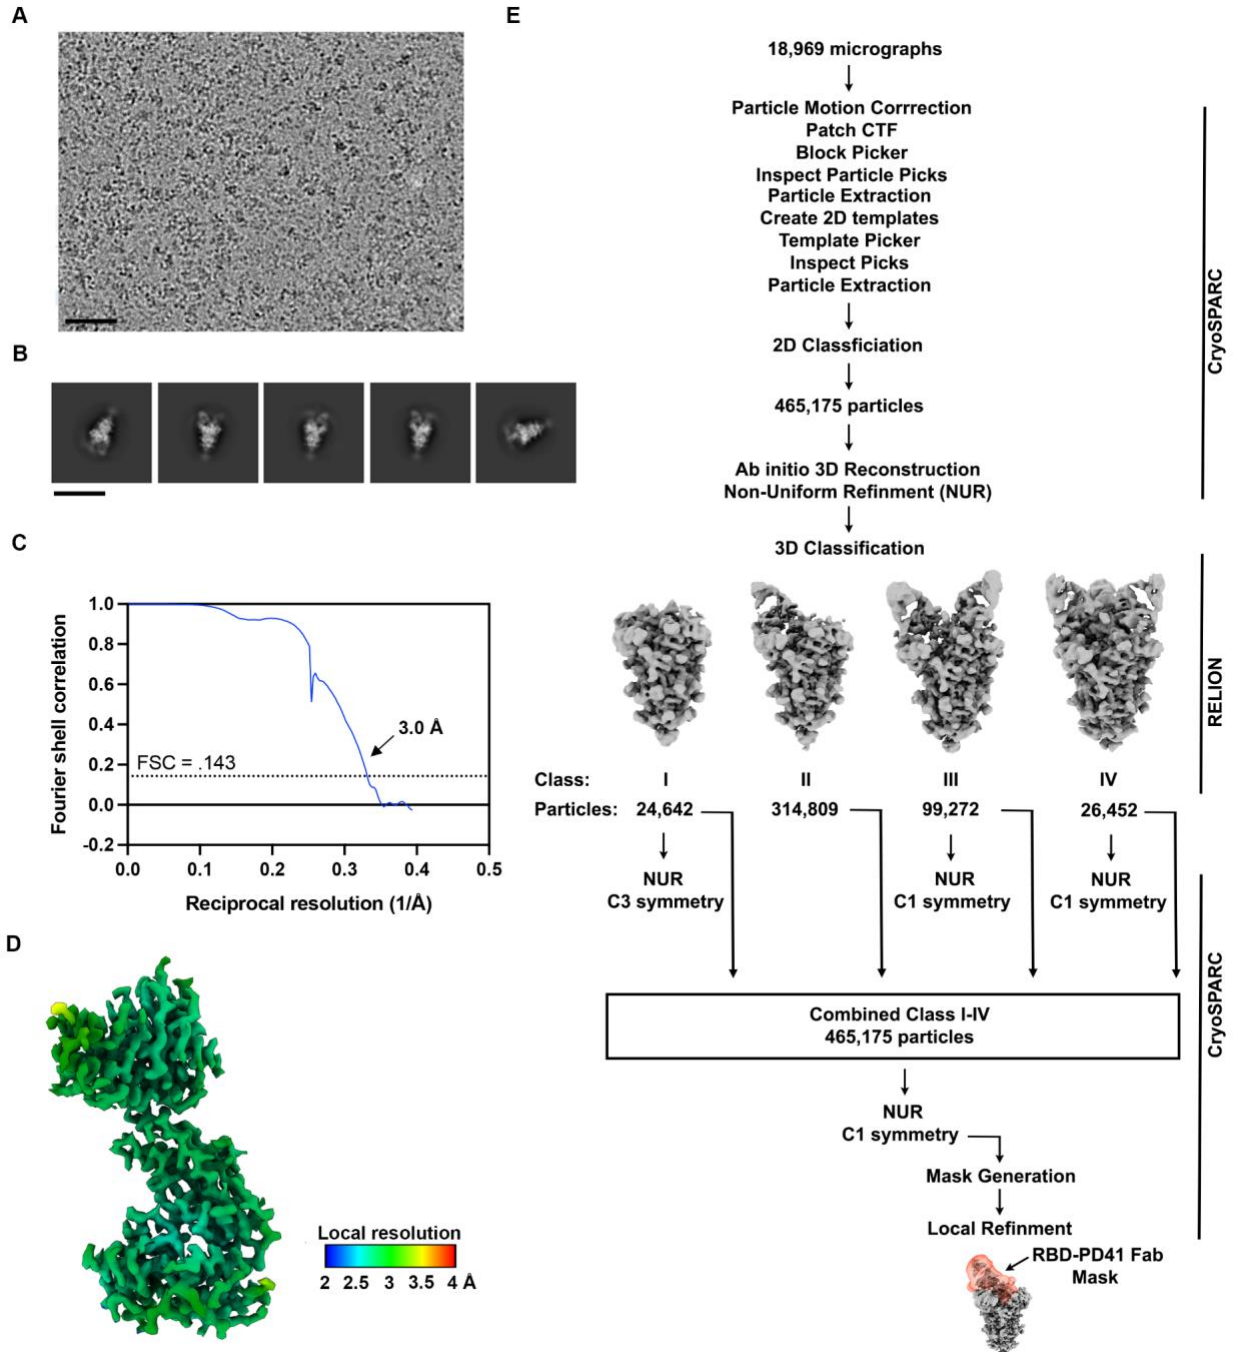 A
B
C
1.0
0.8
0.6
0.4
0.2
0.0
-0.2
Fourier shell correlation
3.0 Å
FSC = .143
0.0 0.1 0.2 0.3 0.4 0.5
Reciprocal resolution (1/Å)
D
Local resolution
2 2.5 3 3.5 4 Å
E
18,969 micrographs
Particle Motion Corrrection
Patch CTF
Block Picker
Inspect Particle Picks
Particle Extraction
Create 2D templates
Template Picker
Inspect Picks
Particle Extraction
2D Classficiation
465,175 particles
Ab initio 3D Reconstruction
Non-Uniform Refinment (NUR)
CryoSPARC
3D Classification
RELION
Class: I II III IV
Particles: 24,642 314,809 99,272 26,452
NUR NUR NUR
C3 symmetry C1 symmetry C1 symmetry
Combined Class I-IV
465,175 particles
NUR
C1 symmetry
Mask Generation
Local Refinment
CryoSPARC
RBD-PD41 Fab
Mask